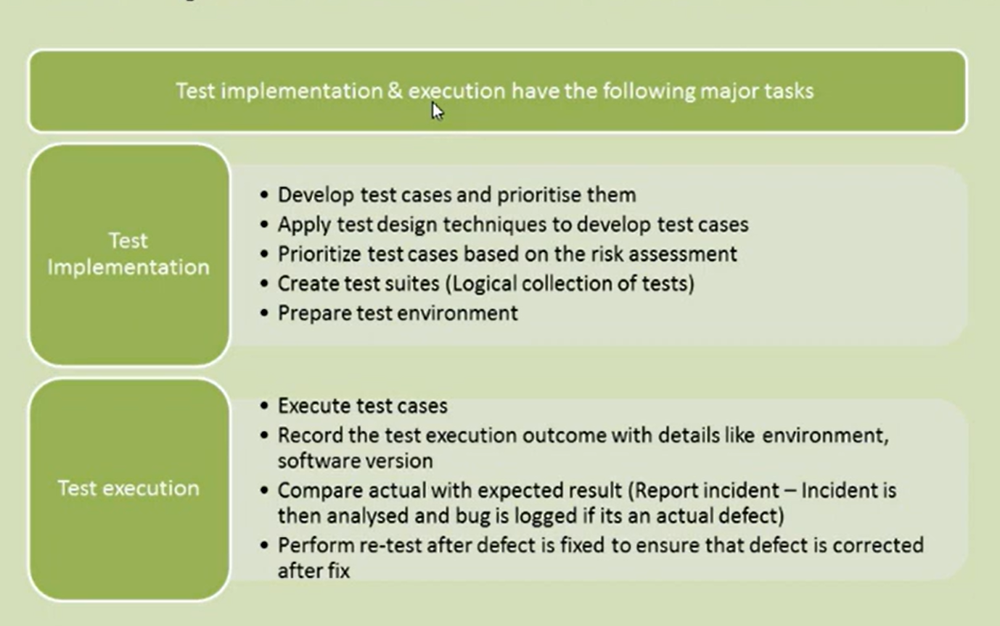 Test implementation & execution have the following major tasks
Test
Implementation
• Develop test cases and prioritise them
• Apply test design techniques to develop test cases
• Prioritize test cases based on the risk assessment
• Create test suites (Logical collection of tests)
• Prepare test environment
Test execution
• Execute test cases
• Record the test execution outcome with details like environment,
software version
• Compare actual with expected result (Report incident – Incident is
then analysed and bug is logged if its an actual defect)
• Perform re-test after defect is fixed to ensure that defect is corrected
after fix